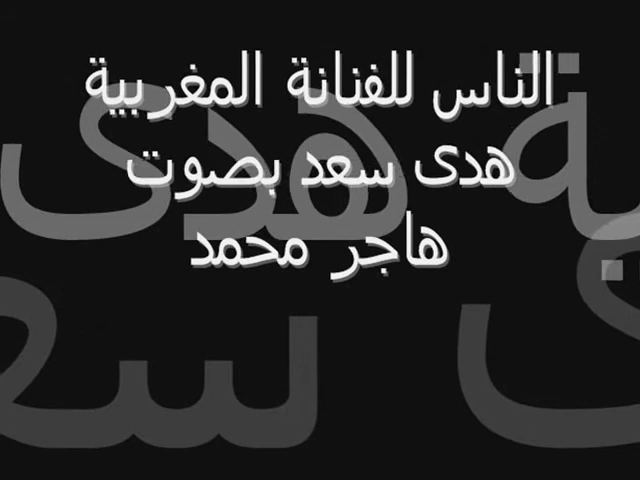 الناس للفنانة المغربية
هدى سعد بصوت
هاجر محمد